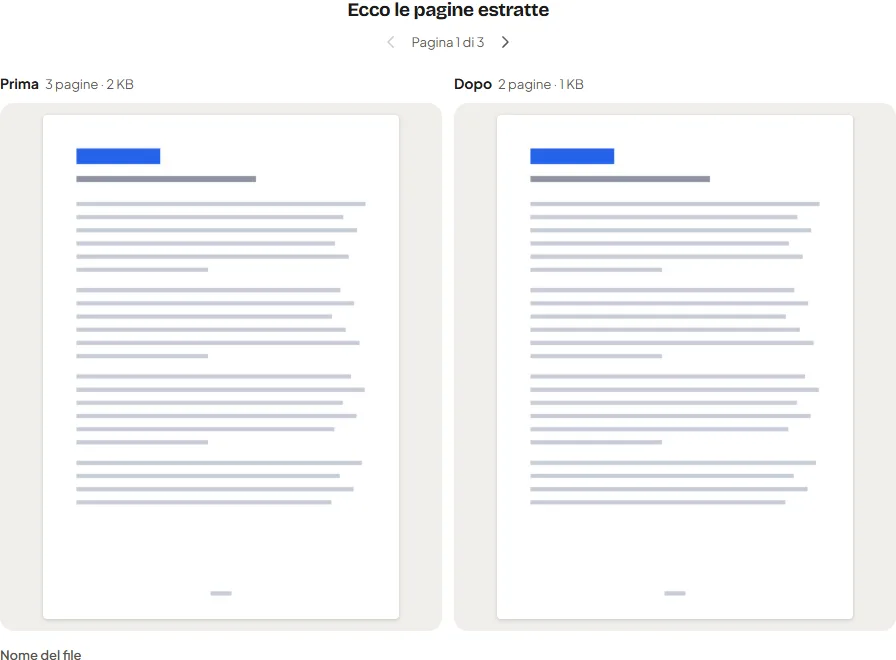 Ecco le pagine estratte
Pagina 1 di 3
Prima 3 pagine · 2 KB
Dopo 2 pagine · 1 KB
Nome del file